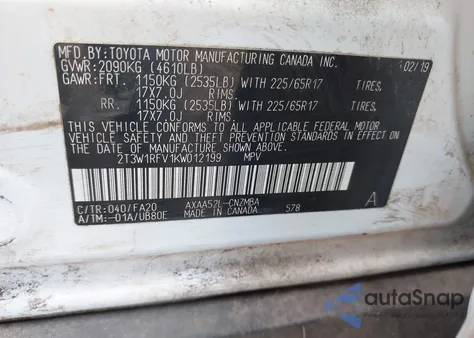 MFD.BY:TOYOTA MOTOR MANUFACTURING CANADA INC.
GVWR:2090KG (4610LB) 02/19
GAWR:FRT. 1150KG (2535LB) WITH 225/65R17 TIRES,
17X7.0J RIMS.
RR. 1150KG (2535LB) WITH 225/65R17 TIRES,
17X7.0J RIMS.
THIS VEHICLE CONFORMS TO ALL APPLICABLE FEDERAL MOTOR
VEHICLE SAFETY AND THEFT PREVENTION STANDARDS IN EFFECT ON THE
DATE OF MANUFACTURE SHOWN ABOVE.
2T3W1RFV1KW012199 MPV
C/TR:040/FA20 AXAA52L-CNZMBA A
A/TM:-01A/UB80E MADE IN CANADA 578
autoSnap